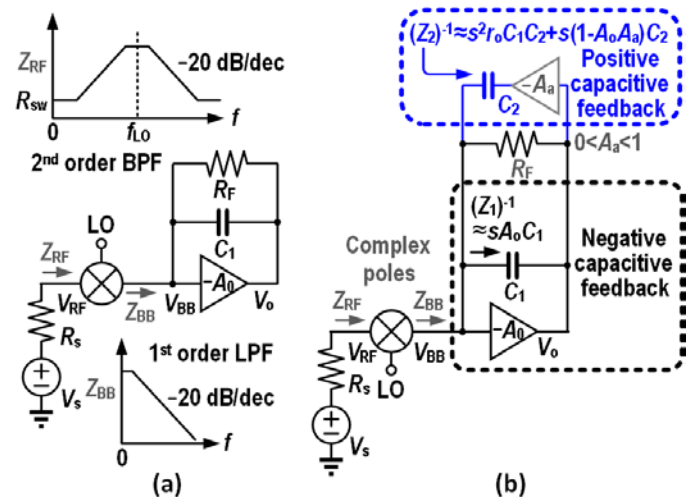 Z_RF
R_sw
0
f_LO
f
−20 dB/dec
2nd order BPF
R_F
C_1
LO
Z_RF
V_RF
Z_BB
V_BB
−A_0
V_o
R_s
V_s
1st order LPF
Z_BB
−20 dB/dec
0
f
(a)
(b)
(Z_2)^-1≈s^2r_oC_1C_2+s(1-A_oA_a)C_2
Positive
capacitive
feedback
C_2
−A_a
0<A_a<1
R_F
(Z_1)^-1
≈sA_oC_1
C_1
Negative
capacitive
feedback
Complex
poles
Z_RF
Z_BB
V_RF
V_BB
LO
−A_0
V_o
R_s
V_s